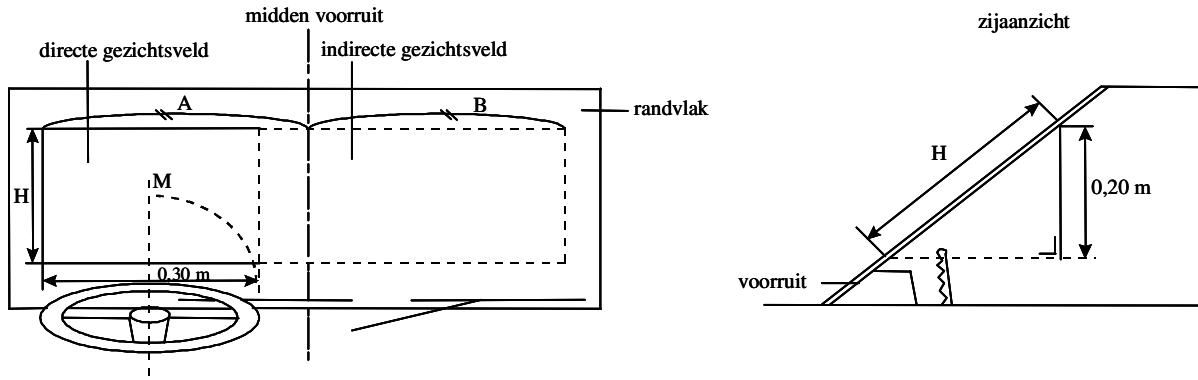 midden voorruit
zijaanzicht
directe gezichtsveld
indirecte gezichtsveld
A
B
randvlak
H
M
0,30 m
H
0,20 m
voorruit